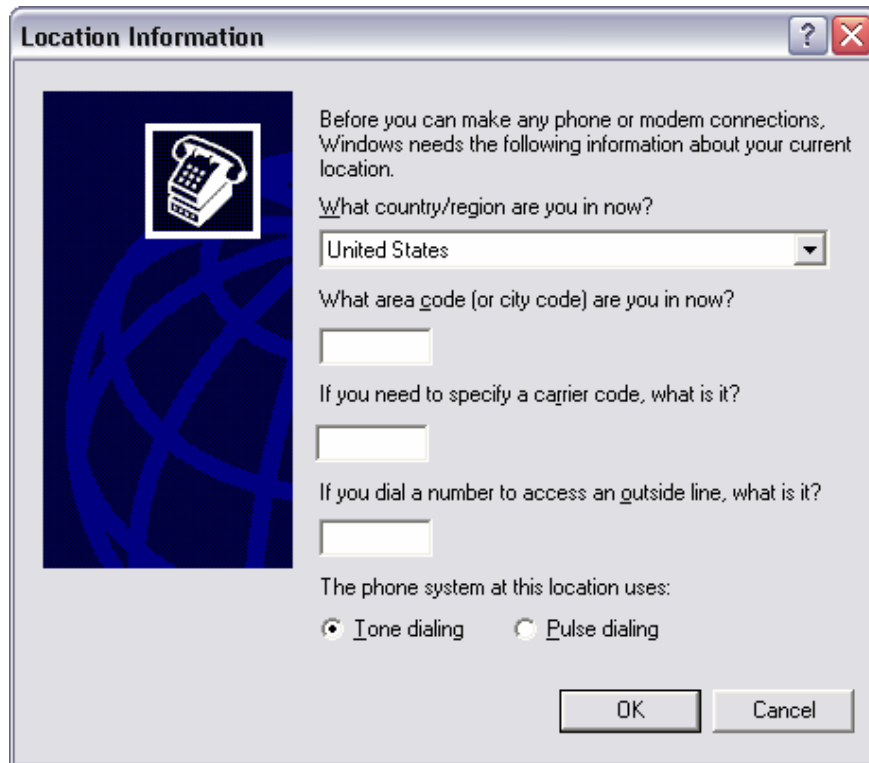 Location Information
Before you can make any phone or modem connections,
Windows needs the following information about your current
location.
What country/region are you in now?
United States
What area code (or city code) are you in now?
If you need to specify a carrier code, what is it?
If you dial a number to access an outside line, what is it?
The phone system at this location uses:
Tone dialing Pulse dialing
OK Cancel